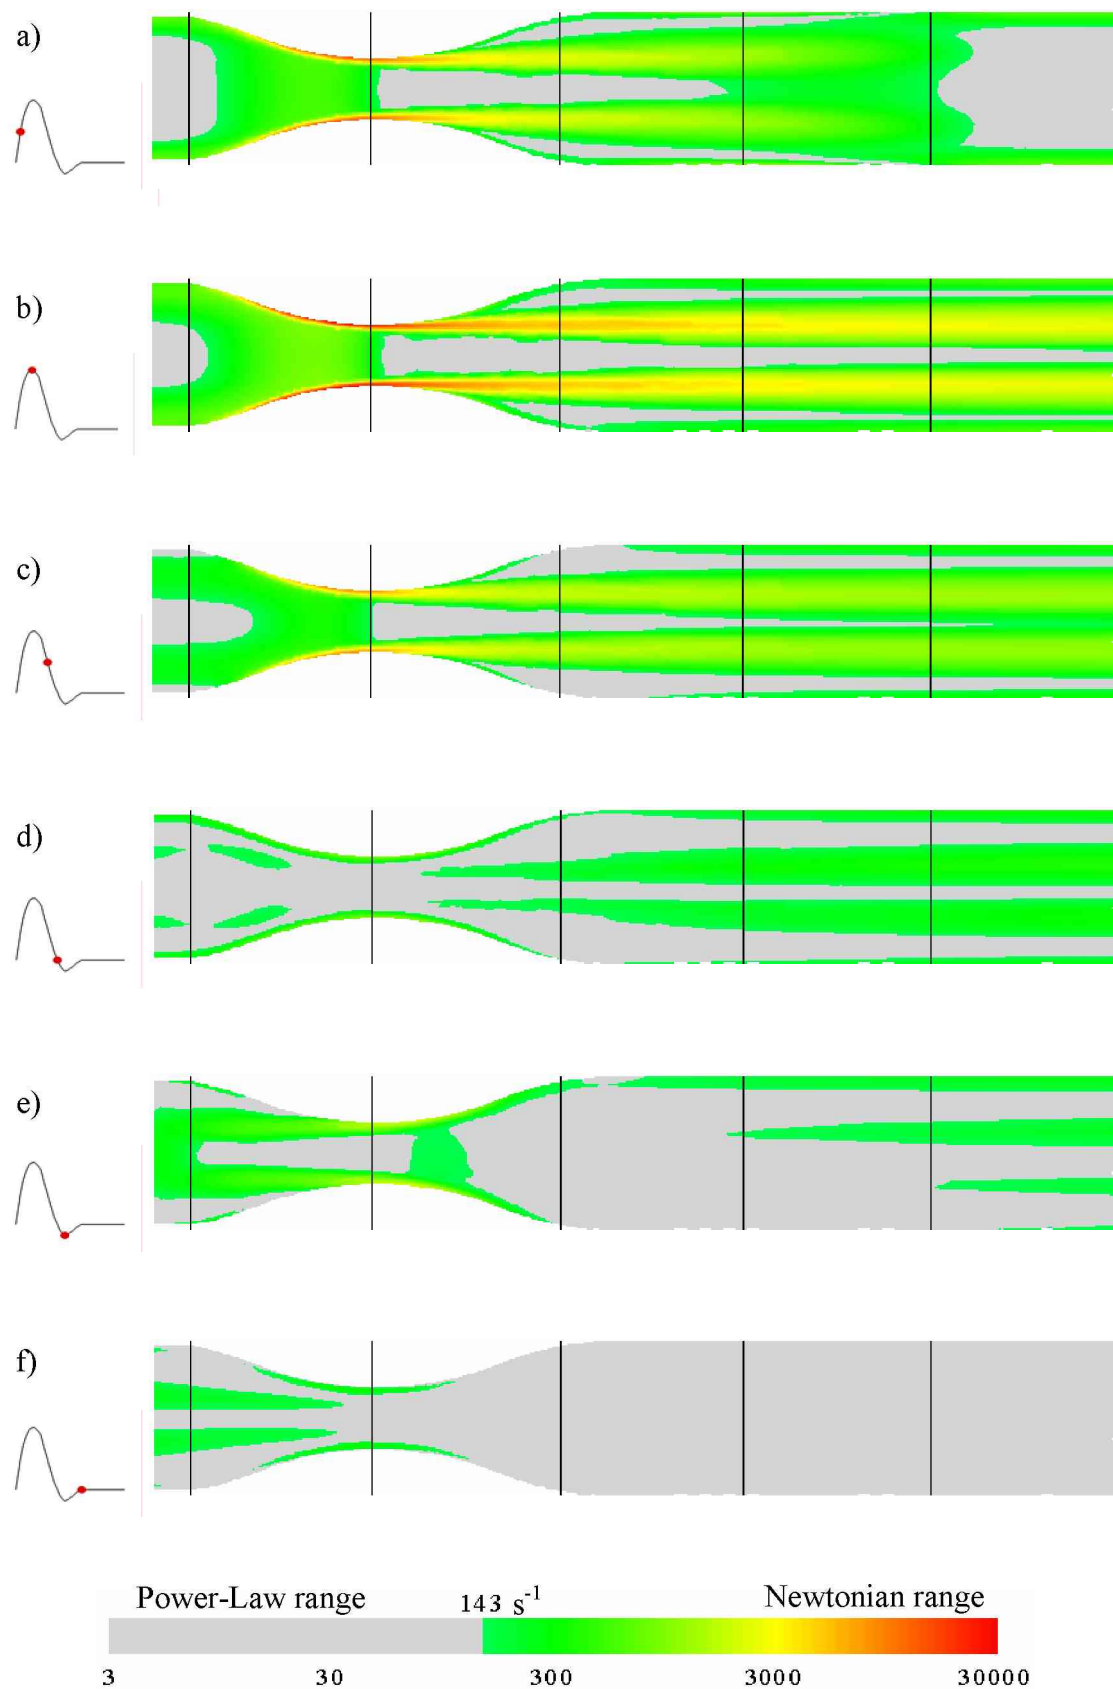 a)
b)
c)
d)
e)
f)
Power-Law range 143 s⁻¹ Newtonian range
3 30 300 3000 30000